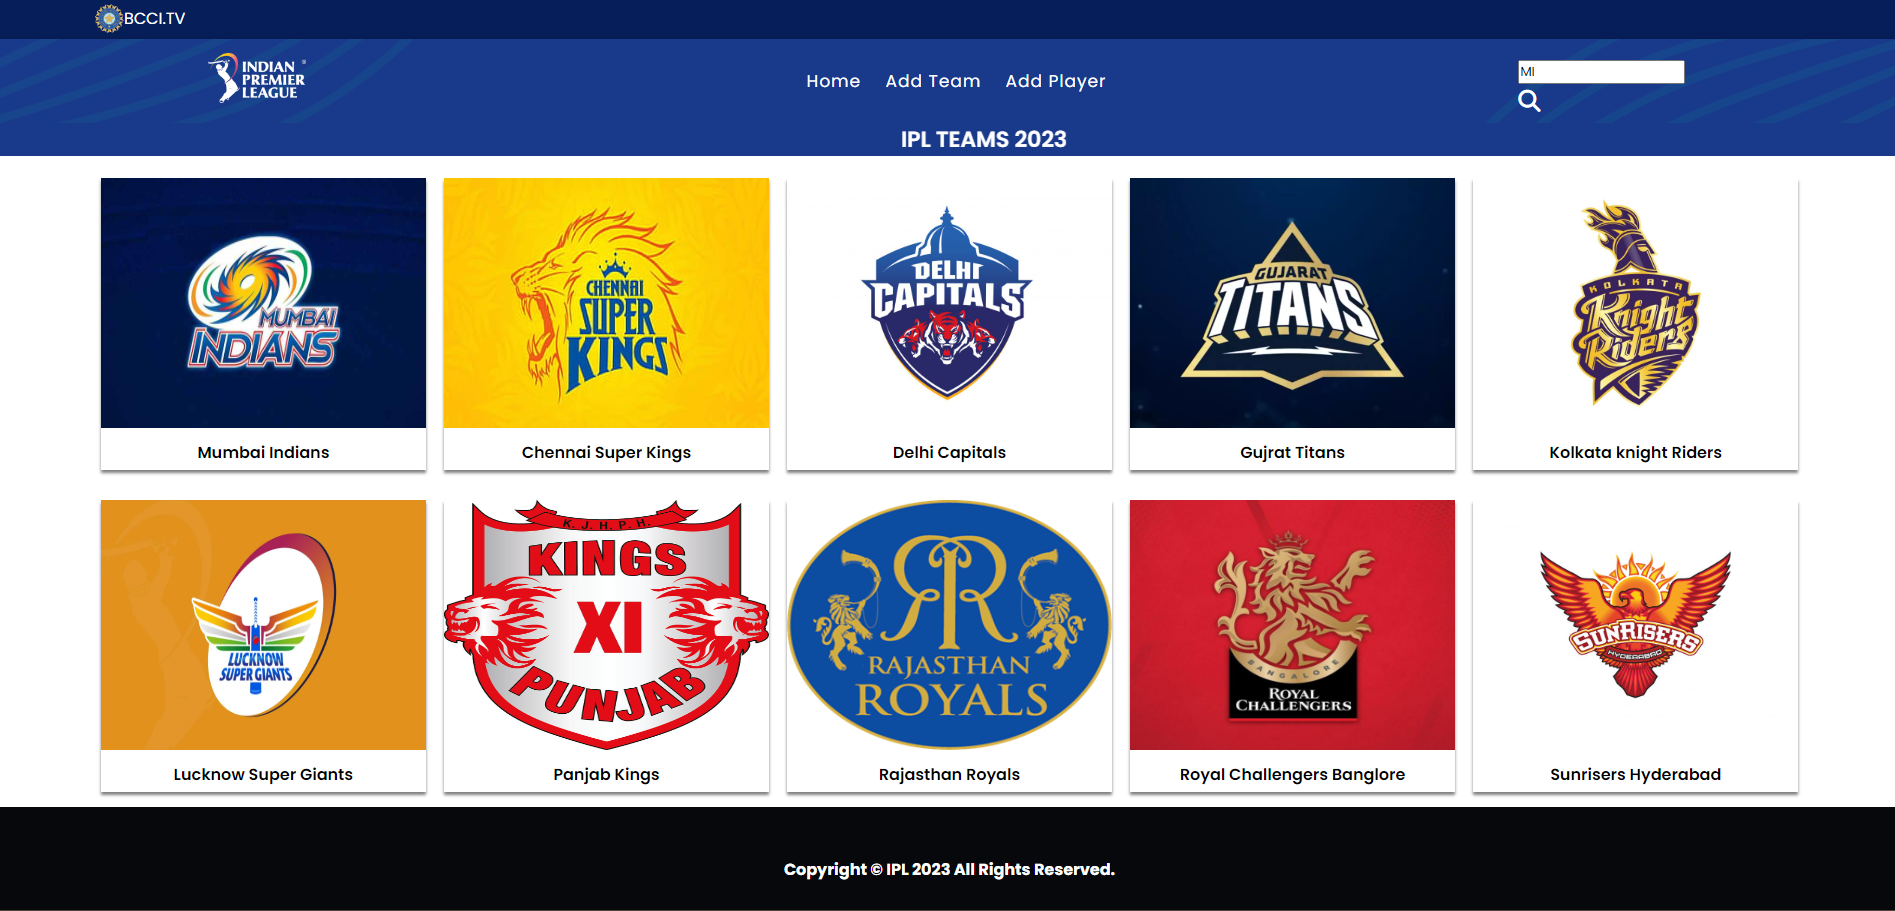 BCCI.TV
INDIAN
PREMIER
LEAGUE
Home Add Team Add Player
MI
IPL TEAMS 2023
MUMBAI
INDIANS
CHENNAI
SUPER
KINGS
DELHI
CAPITALS
GUJARAT
TITANS
KOLKATA
Knight
Riders
Mumbai Indians
Chennai Super Kings
Delhi Capitals
Gujrat Titans
Kolkata knight Riders
LUCKNOW
SUPER GIANTS
K. J. H. P. H.
KINGS
XI
PUNJAB
RR
RAJASTHAN
ROYALS
BANGALORE
ROYAL
CHALLENGERS
SUNRISERS
HYDERABAD
Lucknow Super Giants
Panjab Kings
Rajasthan Royals
Royal Challengers Banglore
Sunrisers Hyderabad
Copyright © IPL 2023 All Rights Reserved.